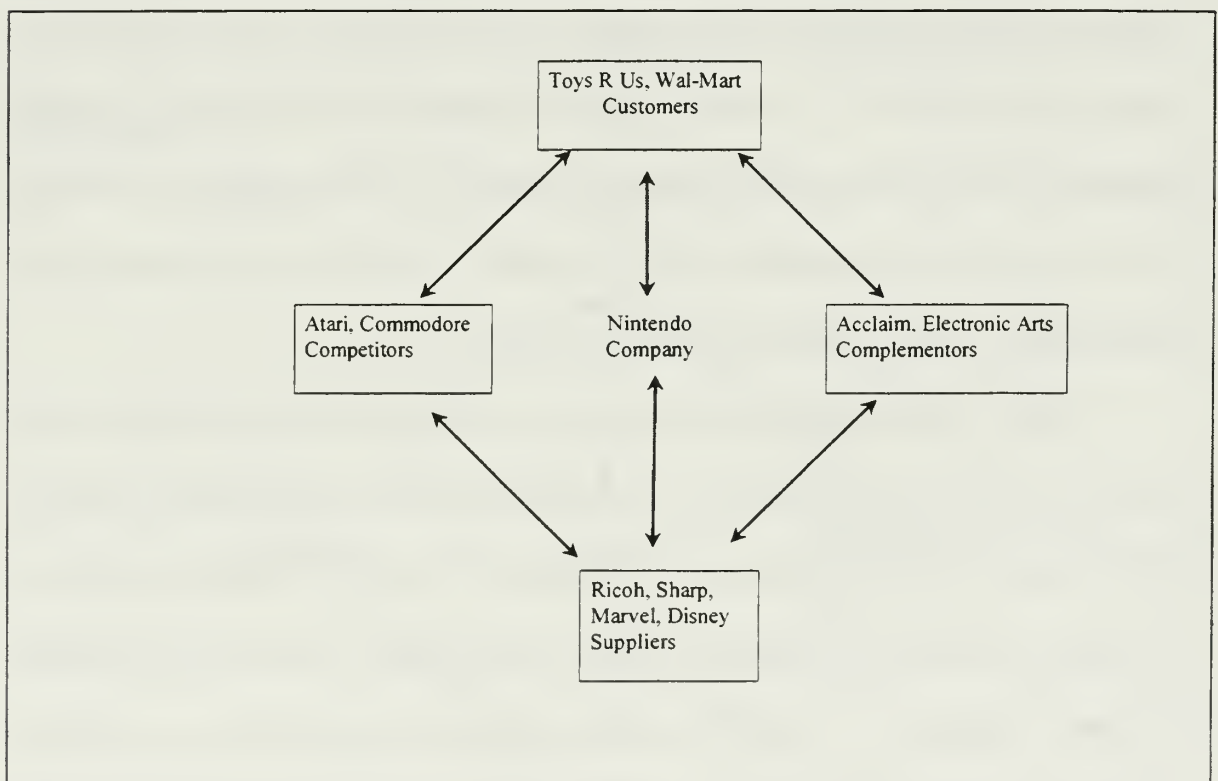 Toys R Us, Wal-Mart
Customers
Atari, Commodore
Competitors
Nintendo
Company
Acclaim, Electronic Arts
Complementors
Ricoh, Sharp,
Marvel, Disney
Suppliers